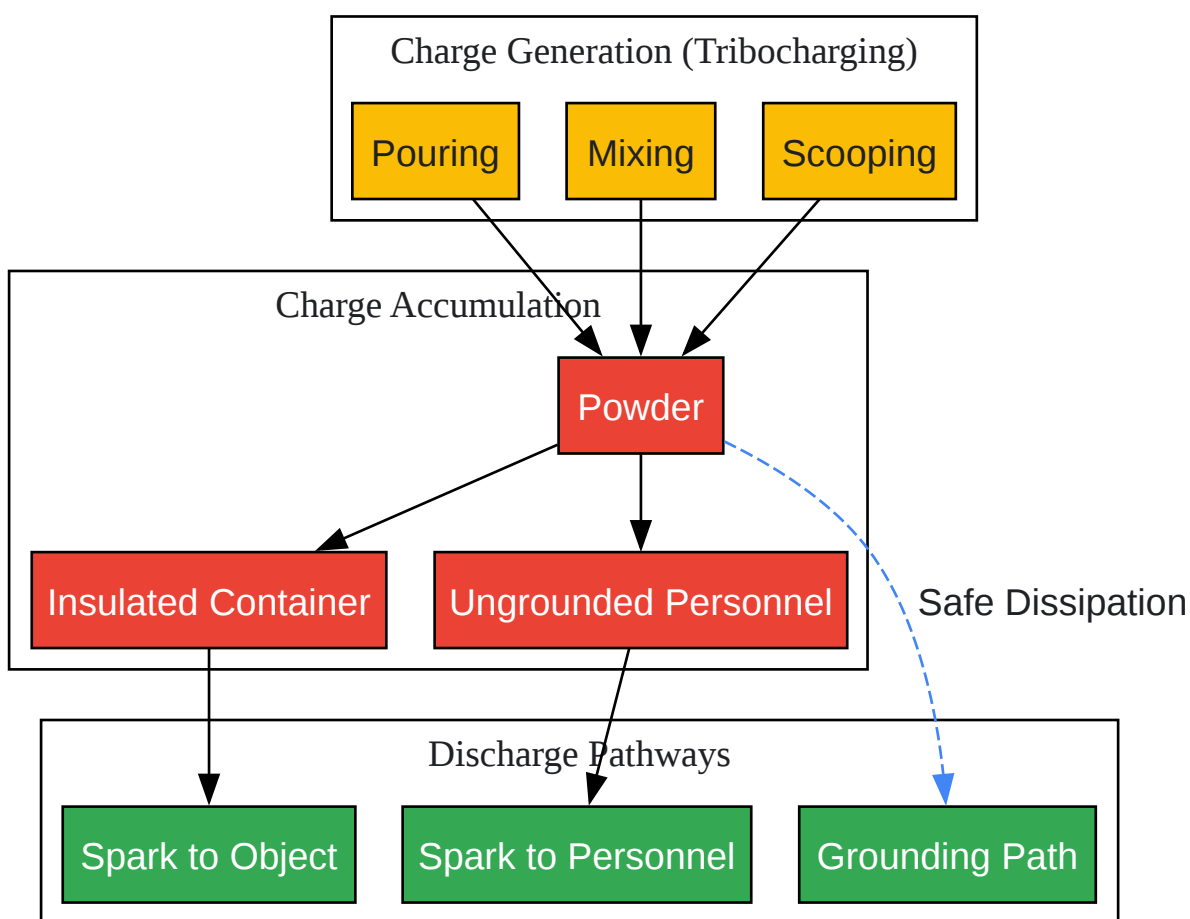 Charge Generation (Tribocharging)
Pouring
Mixing
Scooping
Charge Accumulation
Powder
Insulated Container
Ungrounded Personnel
Safe Dissipation
Discharge Pathways
Spark to Object
Spark to Personnel
Grounding Path